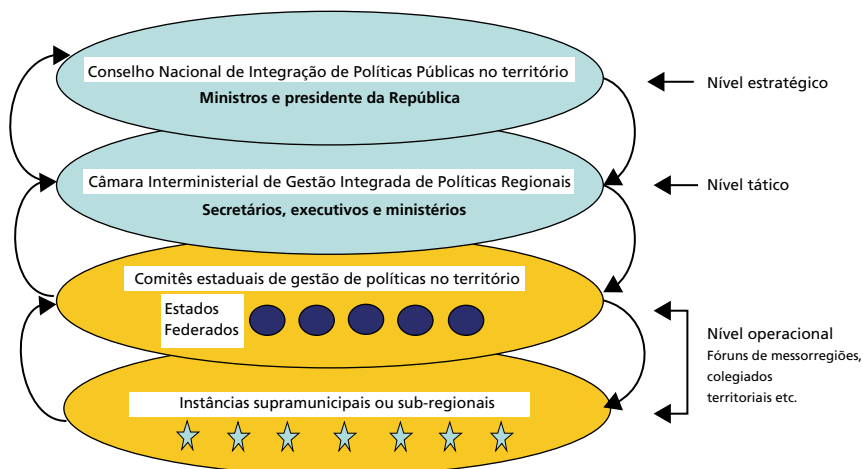 Conselho Nacional de Integração de Políticas Públicas no território
Ministros e presidente da República
Nível estratégico
Câmara Interministerial de Gestão Integrada de Políticas Regionais
Secretários, executivos e ministérios
Nível tático
Comitês estaduais de gestão de políticas no território
Estados
Federados
Nível operacional
Fóruns de messorregiões,
colegiados
territoriais etc.
Instâncias supramunicipais ou sub-regionais